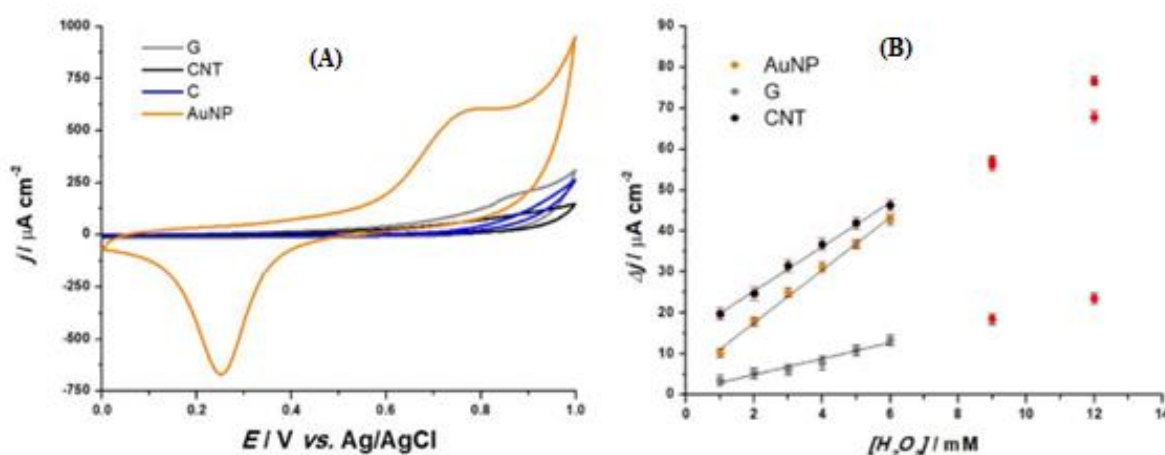 (A)
G
CNT
C
AuNP
1000
750
500
250
0
-250
-500
-750
j / μA cm⁻²
0.0 0.2 0.4 0.6 0.8 1.0
E / V vs. Ag/AgCl
(B)
AuNP
G
CNT
90
80
70
60
50
40
30
20
10
0
Δj / μA cm⁻²
0 2 4 6 8 10 12 14
[H₂O₂] / mM